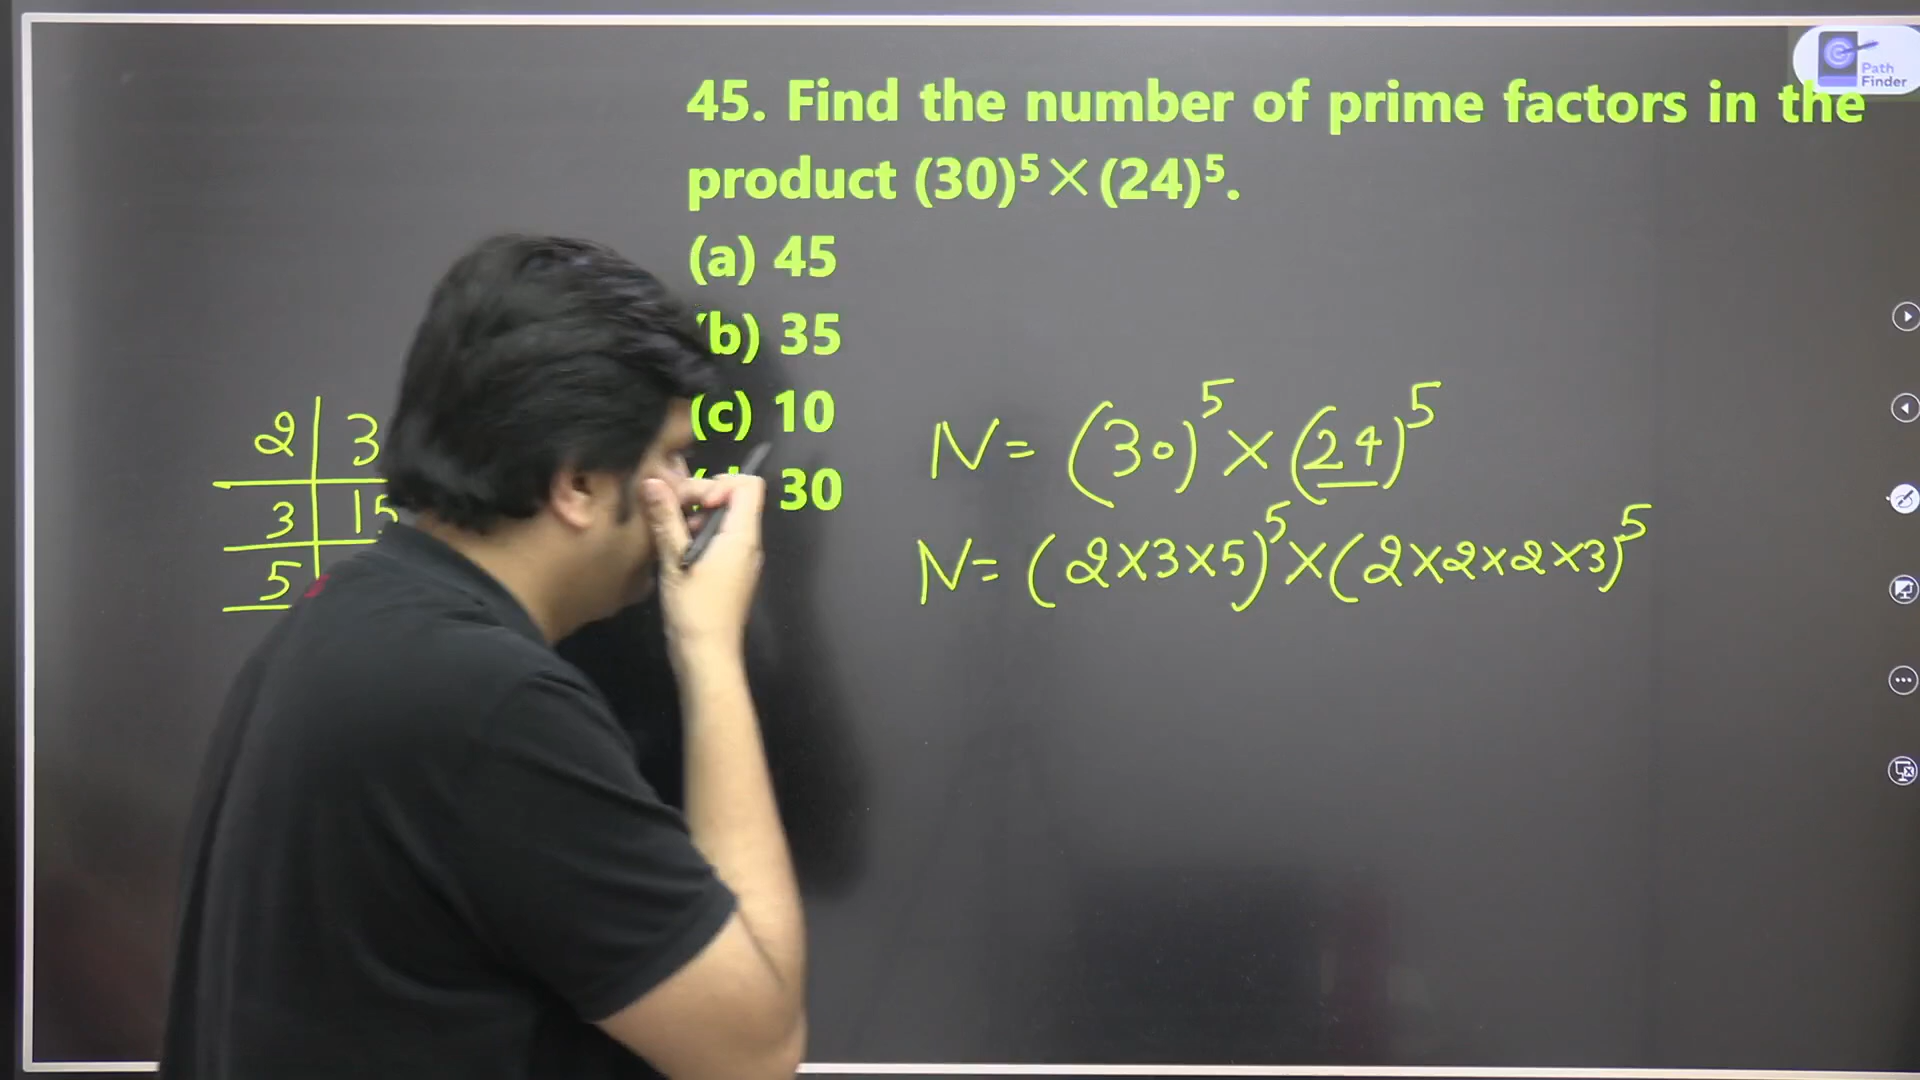 Path
Finder
45. Find the number of prime factors in the
product (30)⁵×(24)⁵.
(a) 45
(b) 35
(c) 10
30
2 | 3
3 | 15
5
N = (30)⁵ × (24)⁵
N = (2×3×5)⁵×(2×2×2×3)⁵